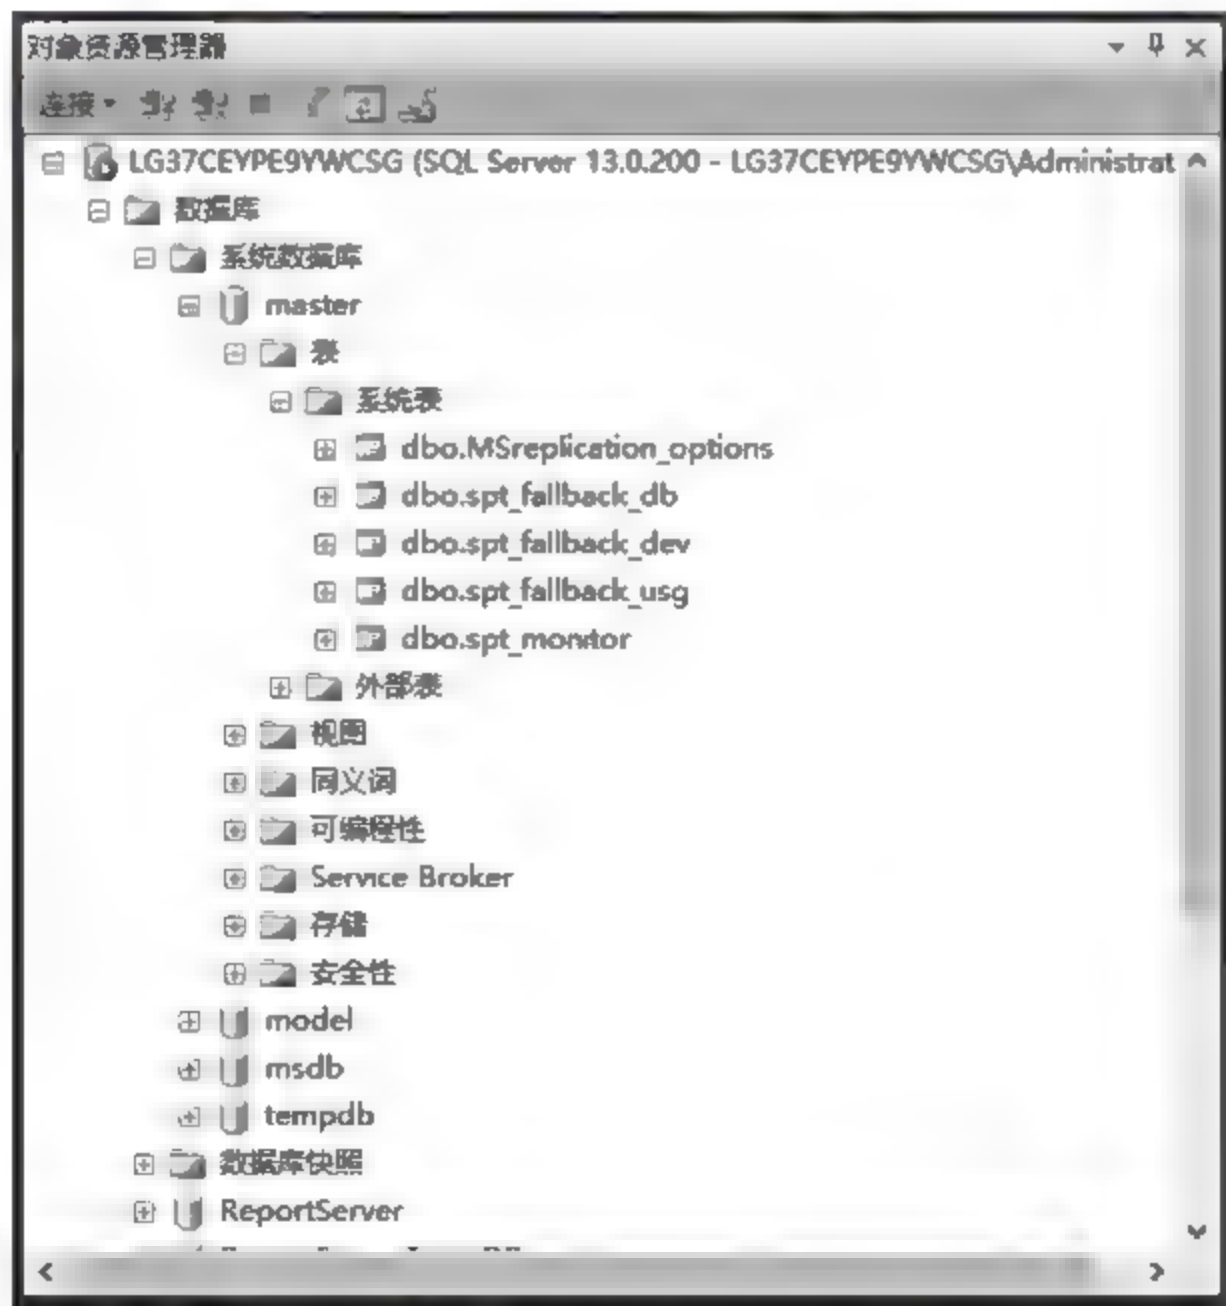 对象资源管理器
连接
LG37CEYPE9YWCSG (SQL Server 13.0.200 - LG37CEYPE9YWCSG\Administrat
数据库
系统数据库
master
表
系统表
dbo.MSreplication_options
dbo.spt_fallback_db
dbo.spt_fallback_dev
dbo.spt_fallback_usg
dbo.spt_monitor
外部表
视图
同义词
可编程性
Service Broker
存储
安全性
model
msdb
tempdb
数据库快照
ReportServer